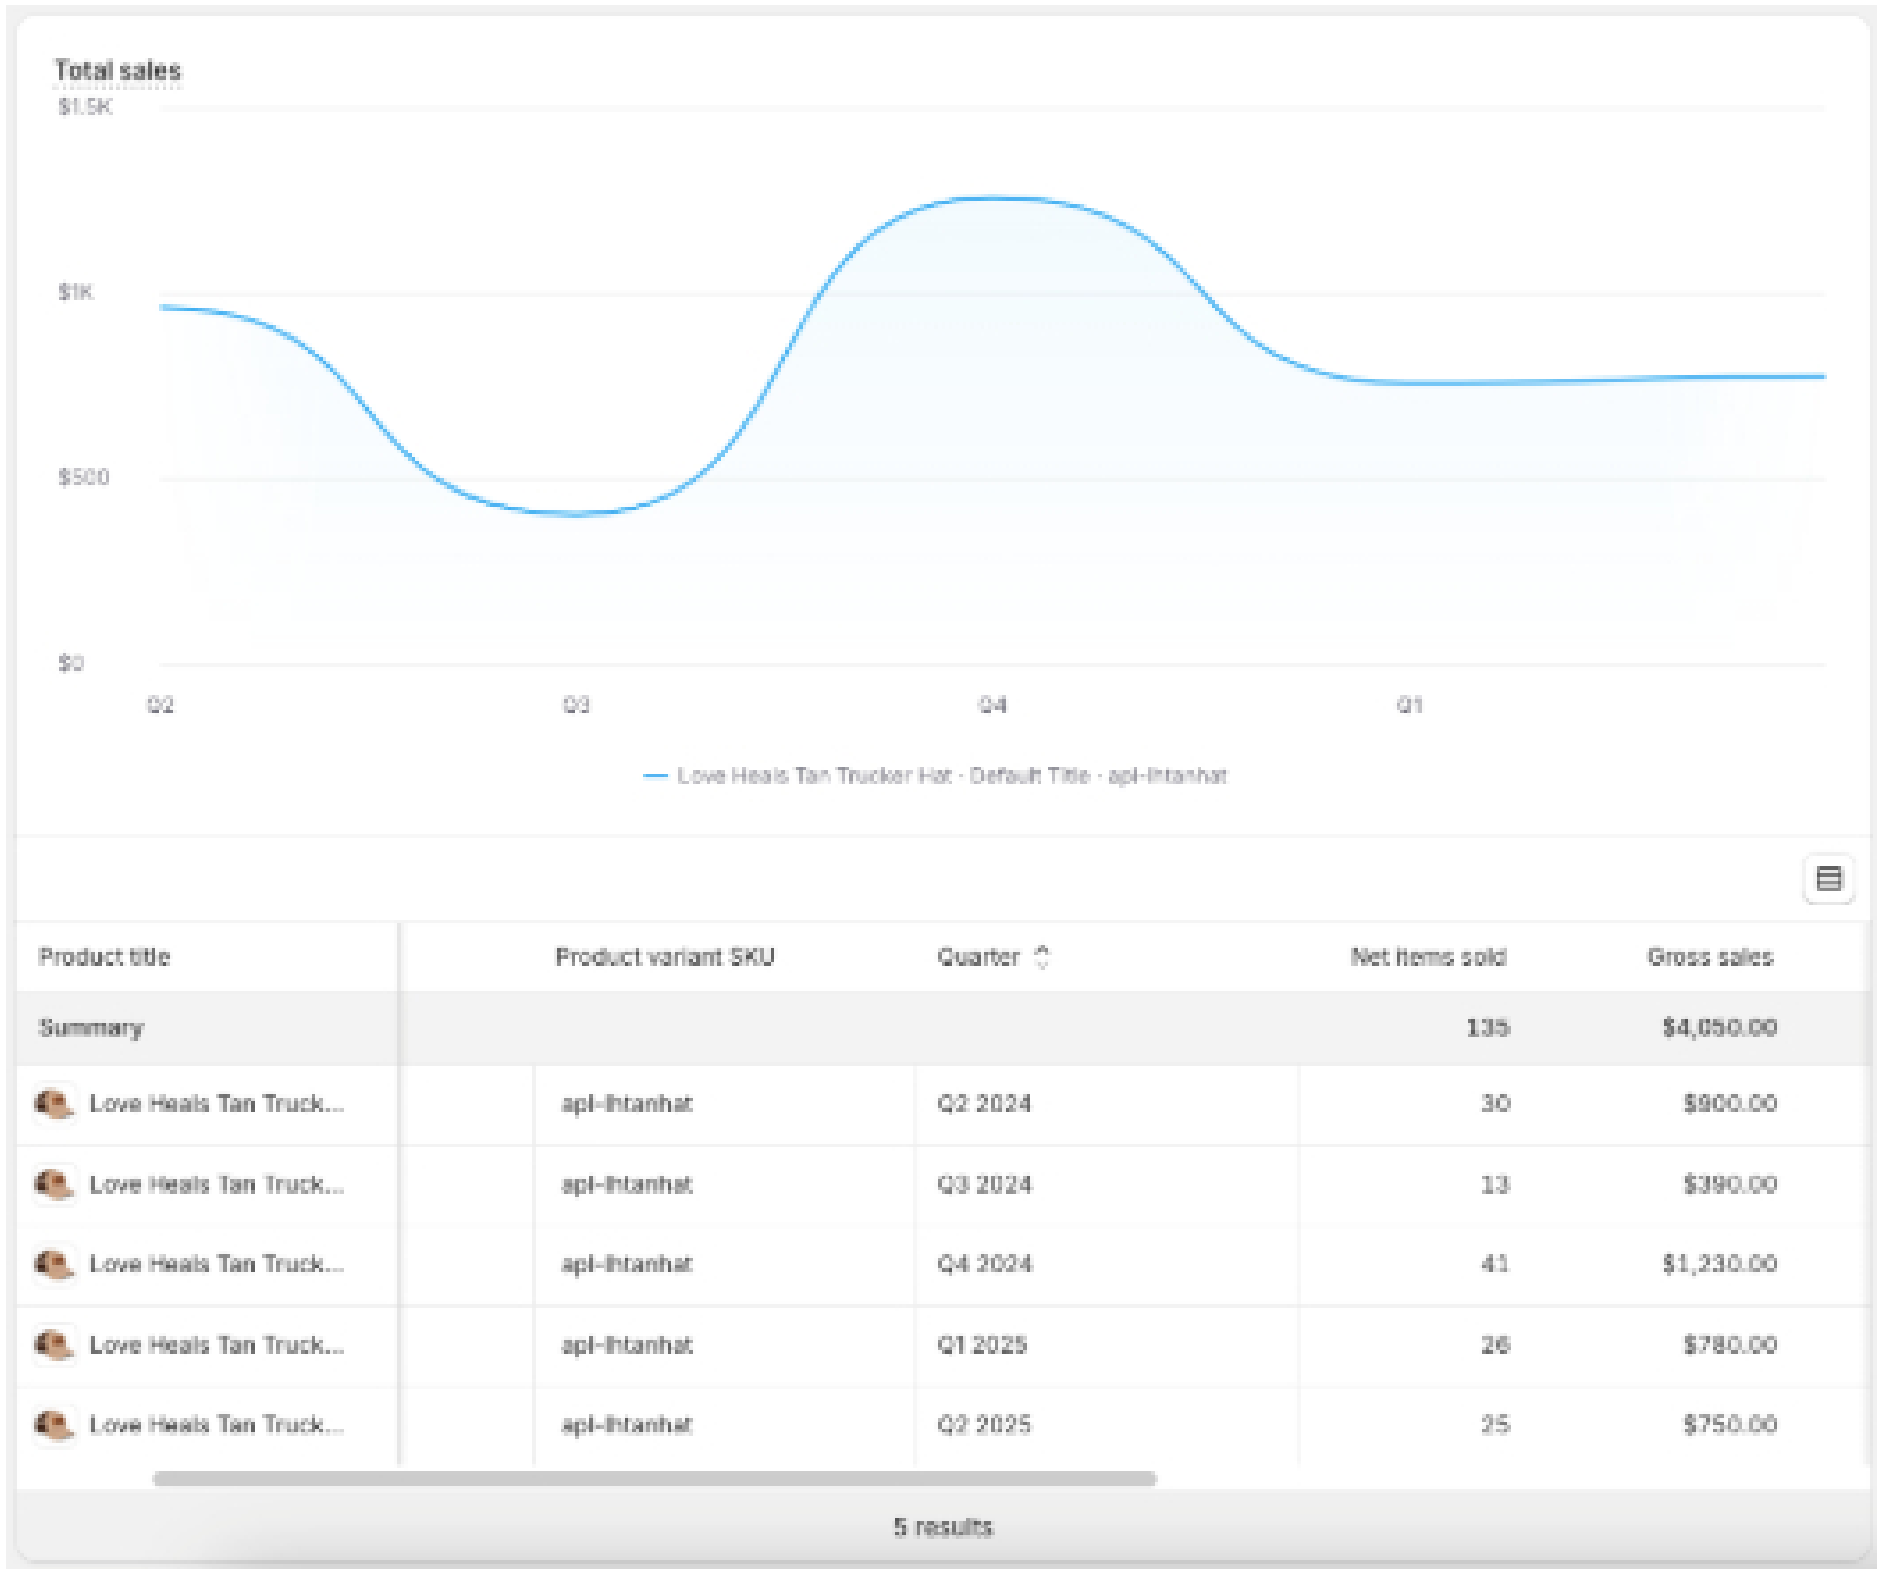 Total sales
$1.5K
$1K
$500
$0
Q2 Q3 Q4 Q1
Love Heals Tan Trucker Hat · Default Title · apl-lhtanhat
Product title Product variant SKU Quarter Net items sold Gross sales
Summary 135 $4,050.00
Love Heals Tan Truck... apl-lhtanhat Q2 2024 30 $900.00
Love Heals Tan Truck... apl-lhtanhat Q3 2024 13 $390.00
Love Heals Tan Truck... apl-lhtanhat Q4 2024 41 $1,230.00
Love Heals Tan Truck... apl-lhtanhat Q1 2025 26 $780.00
Love Heals Tan Truck... apl-lhtanhat Q2 2025 25 $750.00
5 results